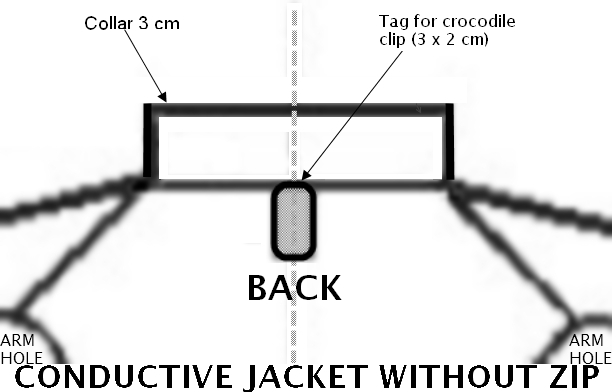 Collar 3 cm
Tag for crocodile
clip (3 x 2 cm)
BACK
ARM
HOLE
ARM
HOLE
CONDUCTIVE JACKET WITHOUT ZIP